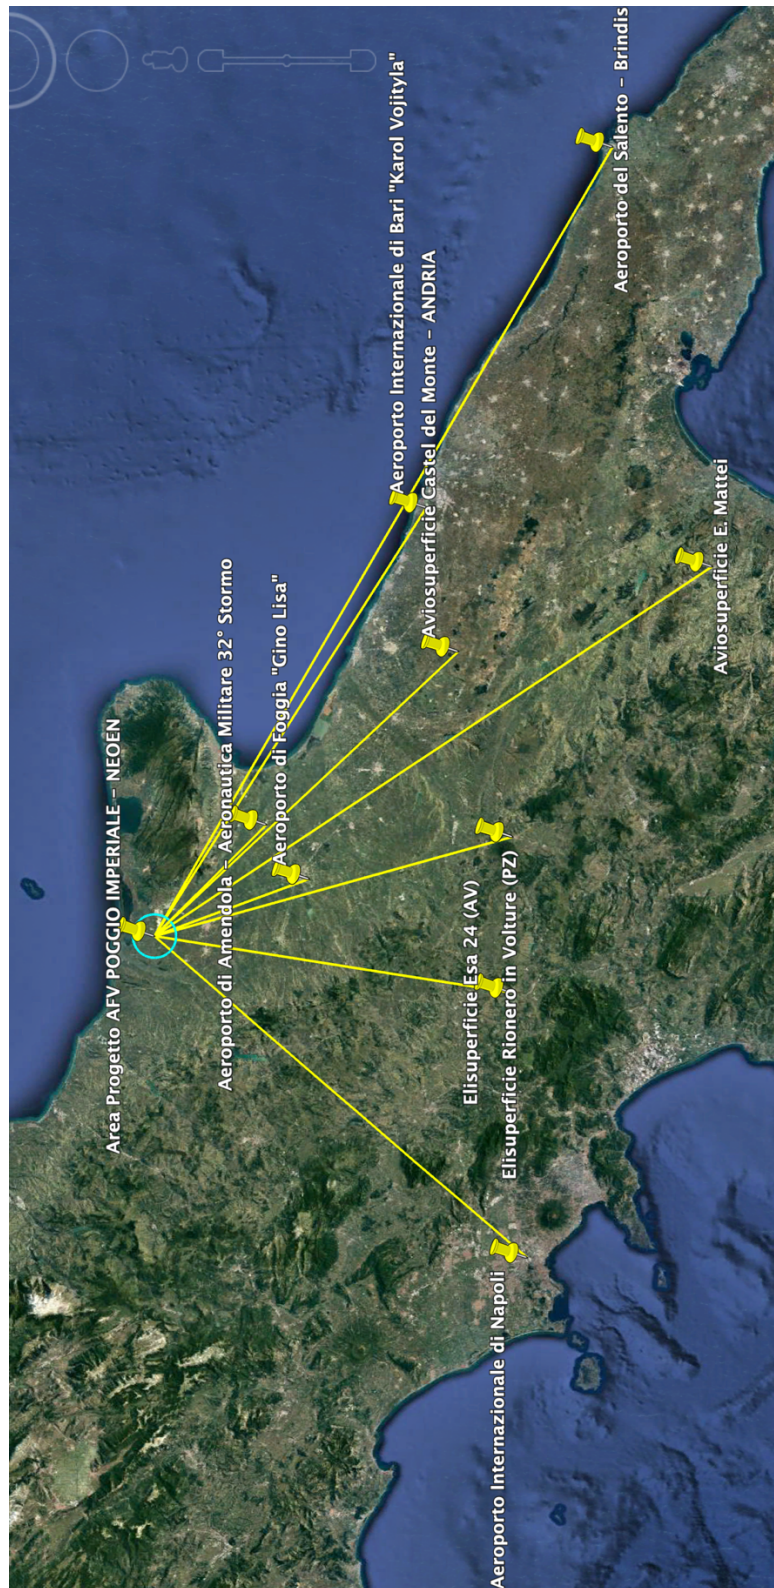 Area Progetto AFV POGGIO IMPERIALE – NEOEN
Aeroporto di Amendola – Aeronautica Militare 32° Stormo
Aeroporto di Foggia "Gino Lisa"
Aeroporto Internazionale di Bari "Karol Vojityla"
Aviosuperficie Castel del Monte – ANDRIA
Elisuperficie Esa 24 (AV)
Elisuperficie Rionero in Volture (PZ)
Aeroporto Internazionale di Napoli
Aeroporto del Salento – Brindis
Aviosuperficie E. Mattei